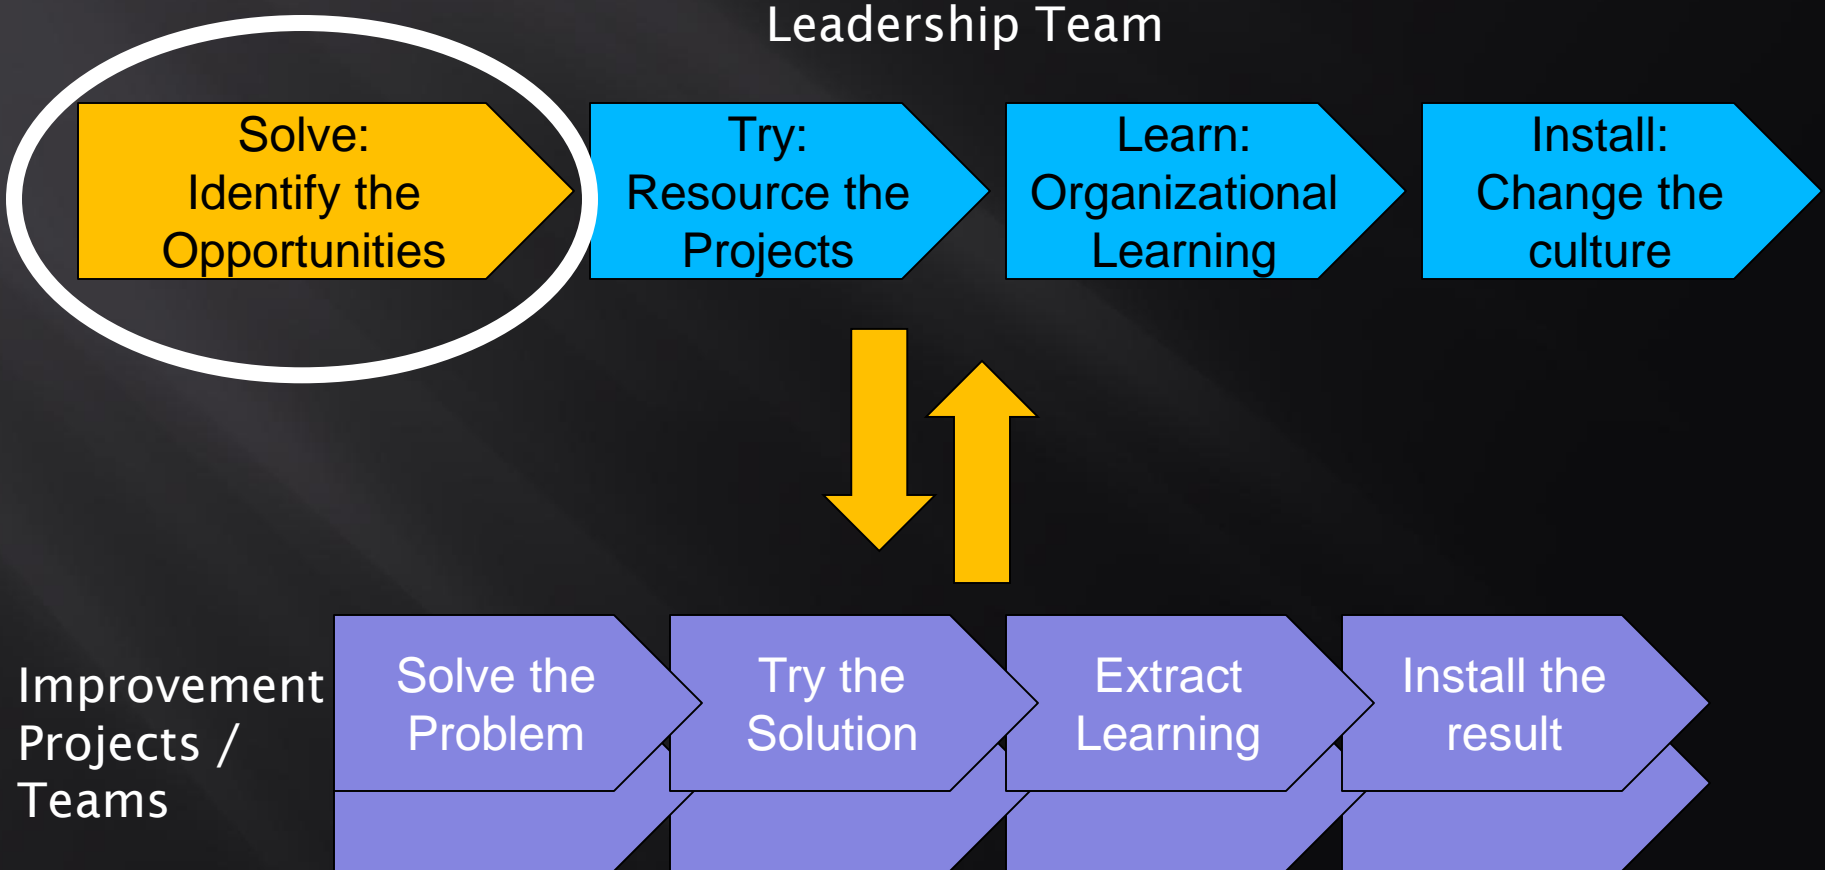 Leadership Team
Solve:
Identify the
Opportunities
Try:
Resource the
Projects
Learn:
Organizational
Learning
Install:
Change the
culture
Improvement
Projects /
Teams
Solve the
Problem
Try the
Solution
Extract
Learning
Install the
result